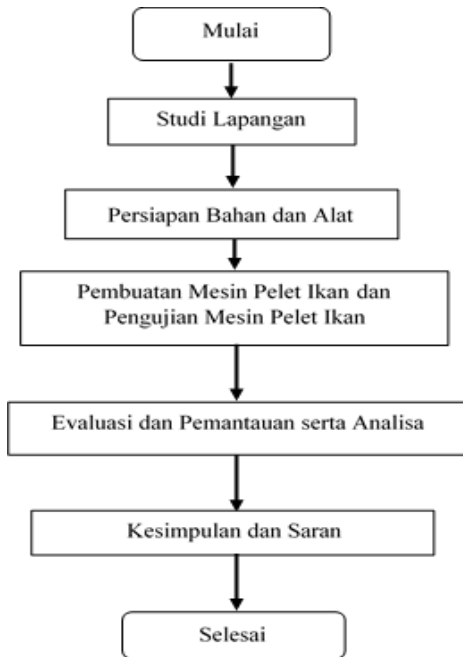 Mulai
Studi Lapangan
Persiapan Bahan dan Alat
Pembuatan Mesin Pelet Ikan dan
Pengujian Mesin Pelet Ikan
Evaluasi dan Pemantauan serta Analisa
Kesimpulan dan Saran
Selesai